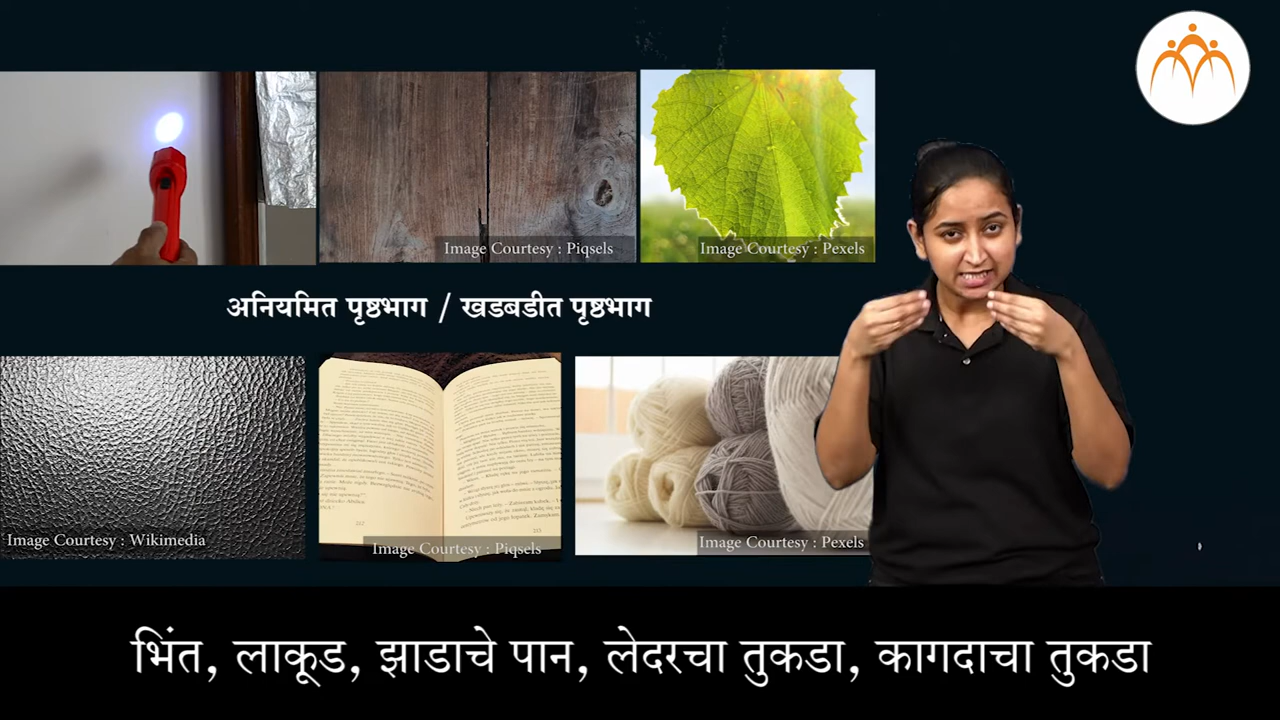 Image Courtesy : Piqsels
Image Courtesy : Pexels
अनियमित पृष्ठभाग / खडबडीत पृष्ठभाग
Image Courtesy : Wikimedia
Image Courtesy : Piqsels
Image Courtesy : Pexels
भिंत, लाकूड, झाडाचे पान, लेदरचा तुकडा, कागदाचा तुकडा